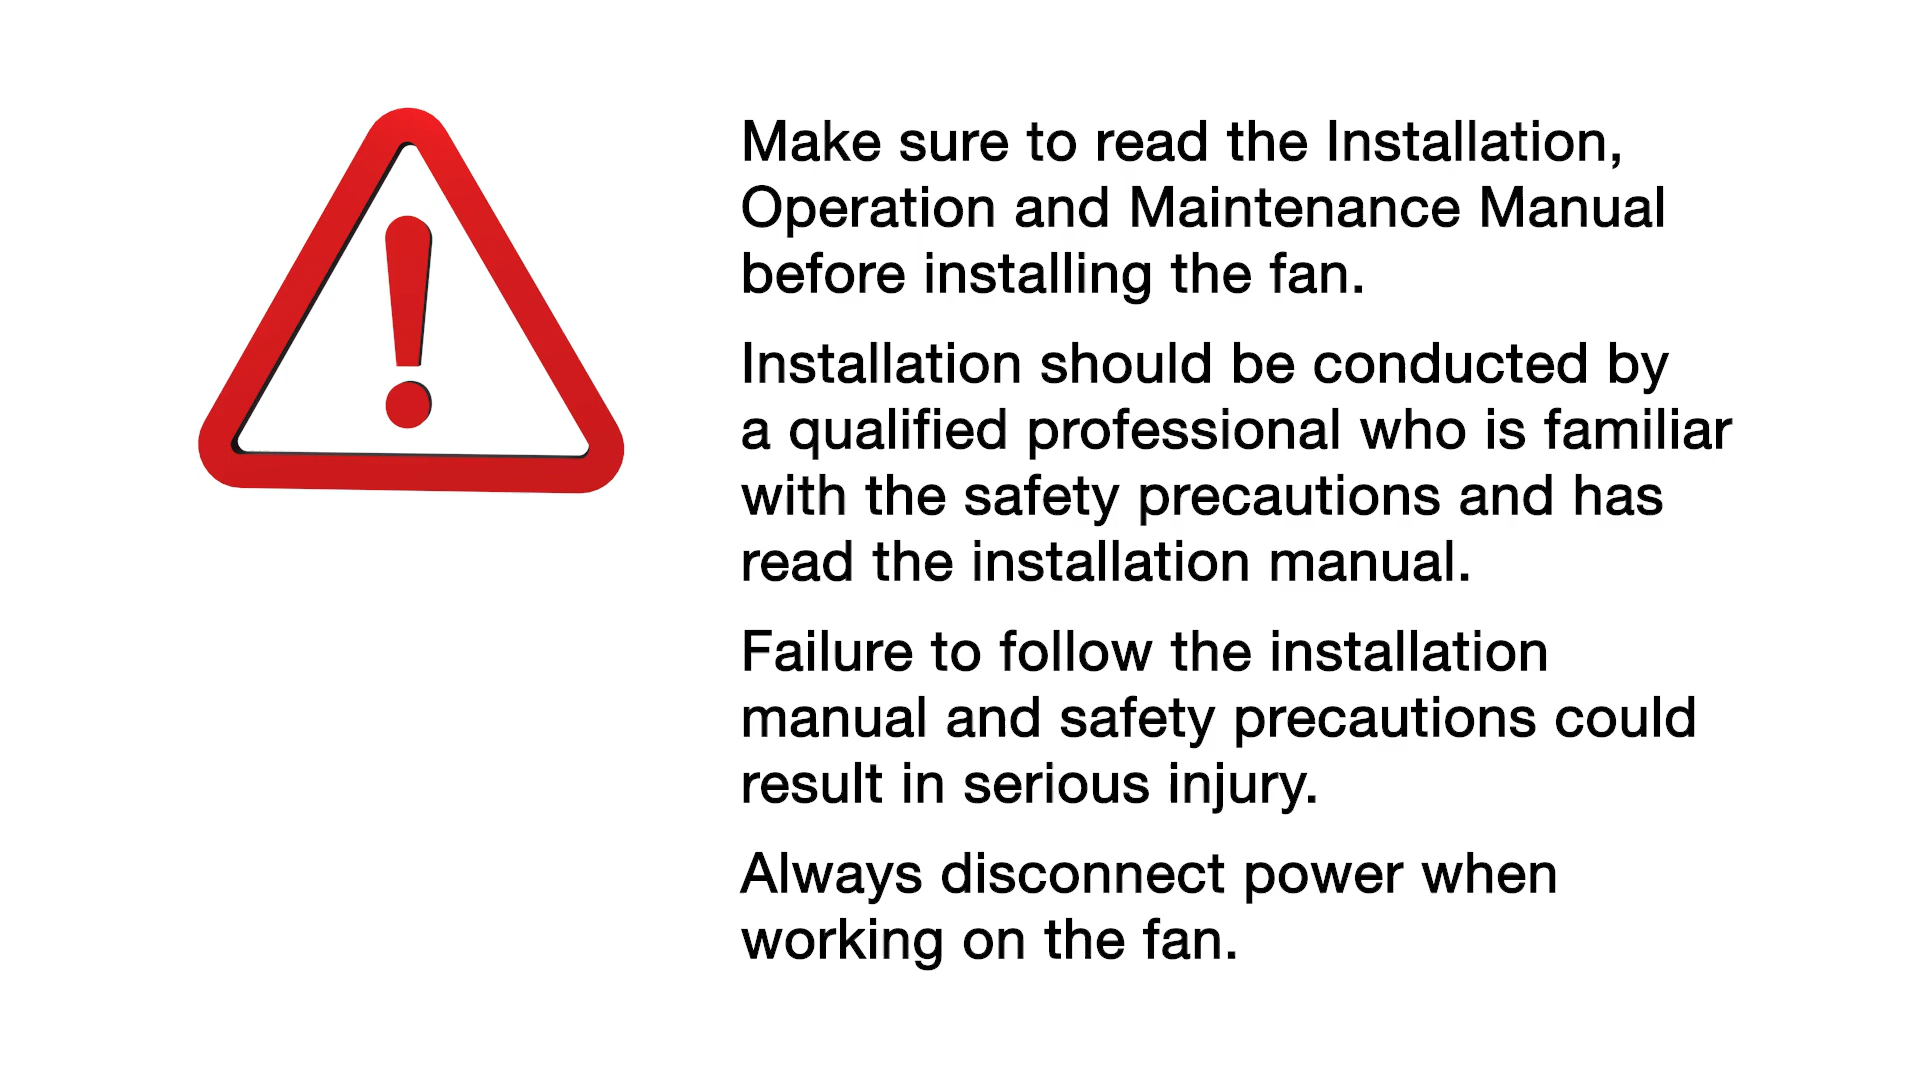 Make sure to read the Installation,
Operation and Maintenance Manual
before installing the fan.
Installation should be conducted by
a qualified professional who is familiar
with the safety precautions and has
read the installation manual.
Failure to follow the installation
manual and safety precautions could
result in serious injury.
Always disconnect power when
working on the fan.